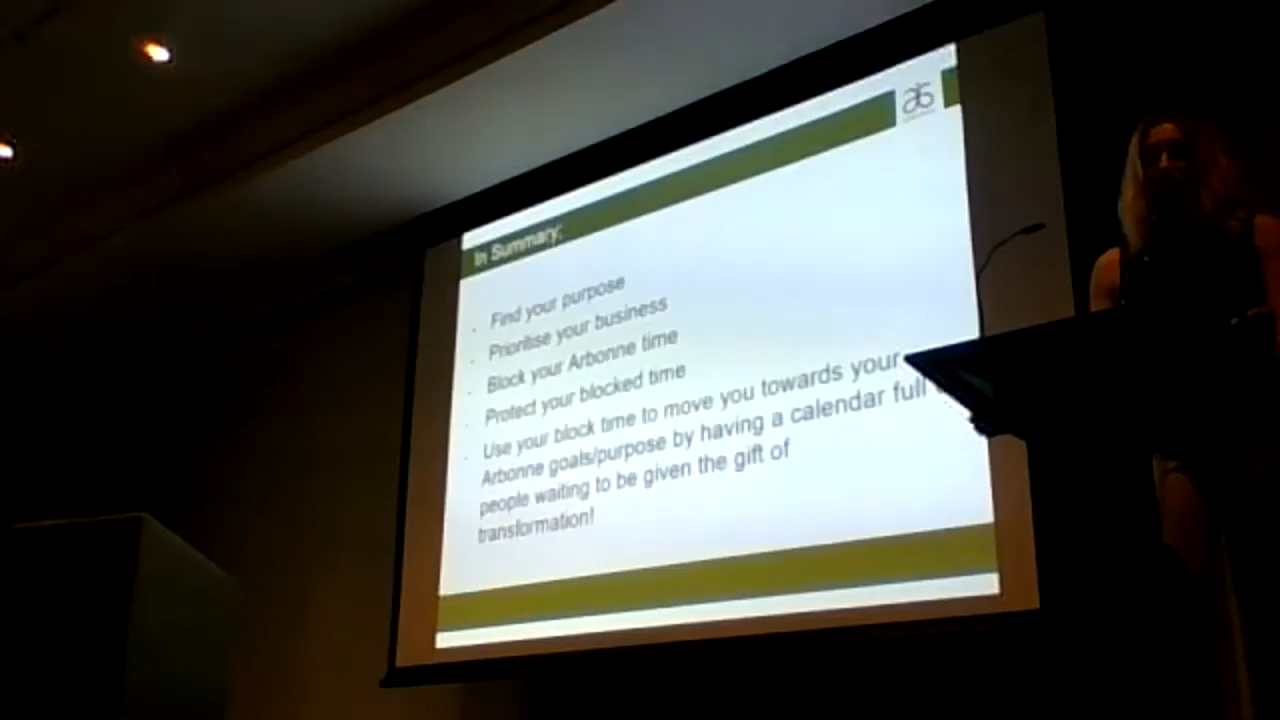 In Summary;
- Find your purpose
- Prioritise your business
- Block your Arbonne time
- Protect your blocked time
- Use your block time to move you towards your
Arbonne goals/purpose by having a calendar full
people waiting to be given the gift of
transformation!